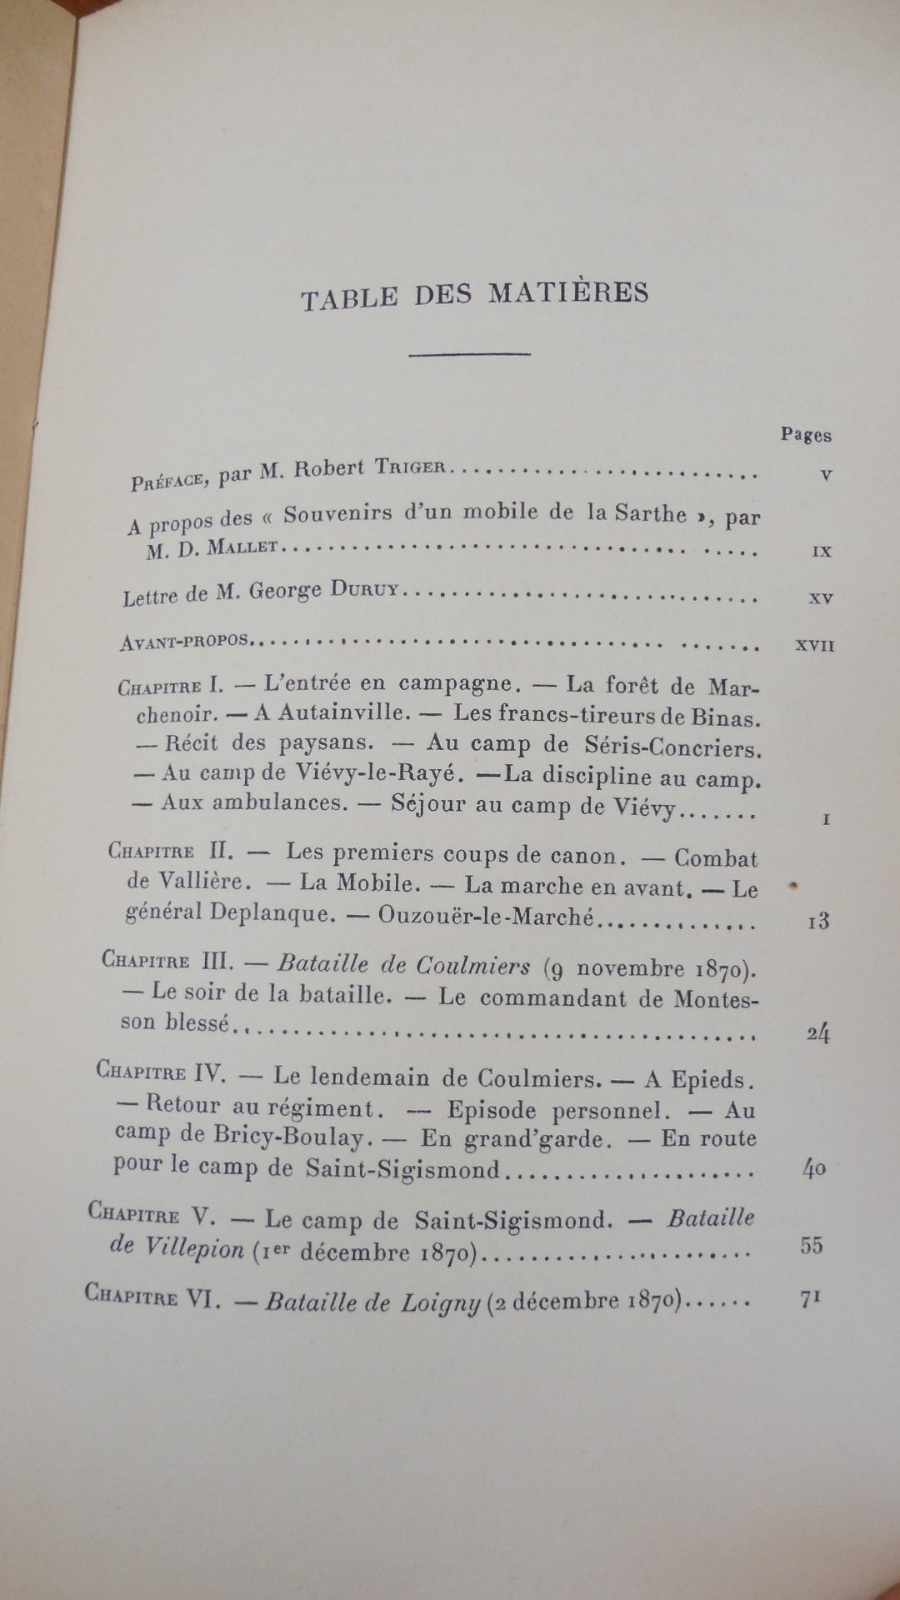 TABLE DES MATIÈRES
Pages
PRÉFACE, par M. Robert TRIGER.............................. V
A propos des « Souvenirs d'un mobile de la Sarthe », par
M. D. MALLET........................................ IX
Lettre de M. George DURUY.............................. XV
AVANT-PROPOS........................................ XVII
CHAPITRE I. — L'entrée en campagne. — La forêt de Mar-
chenoir. — A Autainville. — Les francs-tireurs de Binas.
— Récit des paysans. — Au camp de Séris-Concriers.
— Au camp de Viévy-le-Rayé. — La discipline au camp.
— Aux ambulances. — Séjour au camp de Viévy....... 1
CHAPITRE II. — Les premiers coups de canon. — Combat
de Vallière. — La Mobile. — La marche en avant. — Le
général Deplanque. — Ouzouër-le-Marché.............. 13
CHAPITRE III. — Bataille de Coulmiers (9 novembre 1870).
— Le soir de la bataille. — Le commandant de Montes-
son blessé........................................ 24
CHAPITRE IV. — Le lendemain de Coulmiers. — A Epieds.
— Retour au régiment. — Episode personnel. — Au
camp de Bricy-Boulay. — En grand'garde. — En route
pour le camp de Saint-Sigismond...................... 40
CHAPITRE V. — Le camp de Saint-Sigismond. — Bataille
de Villepion (1er décembre 1870)....................... 55
CHAPITRE VI. — Bataille de Loigny (2 décembre 1870)...... 71